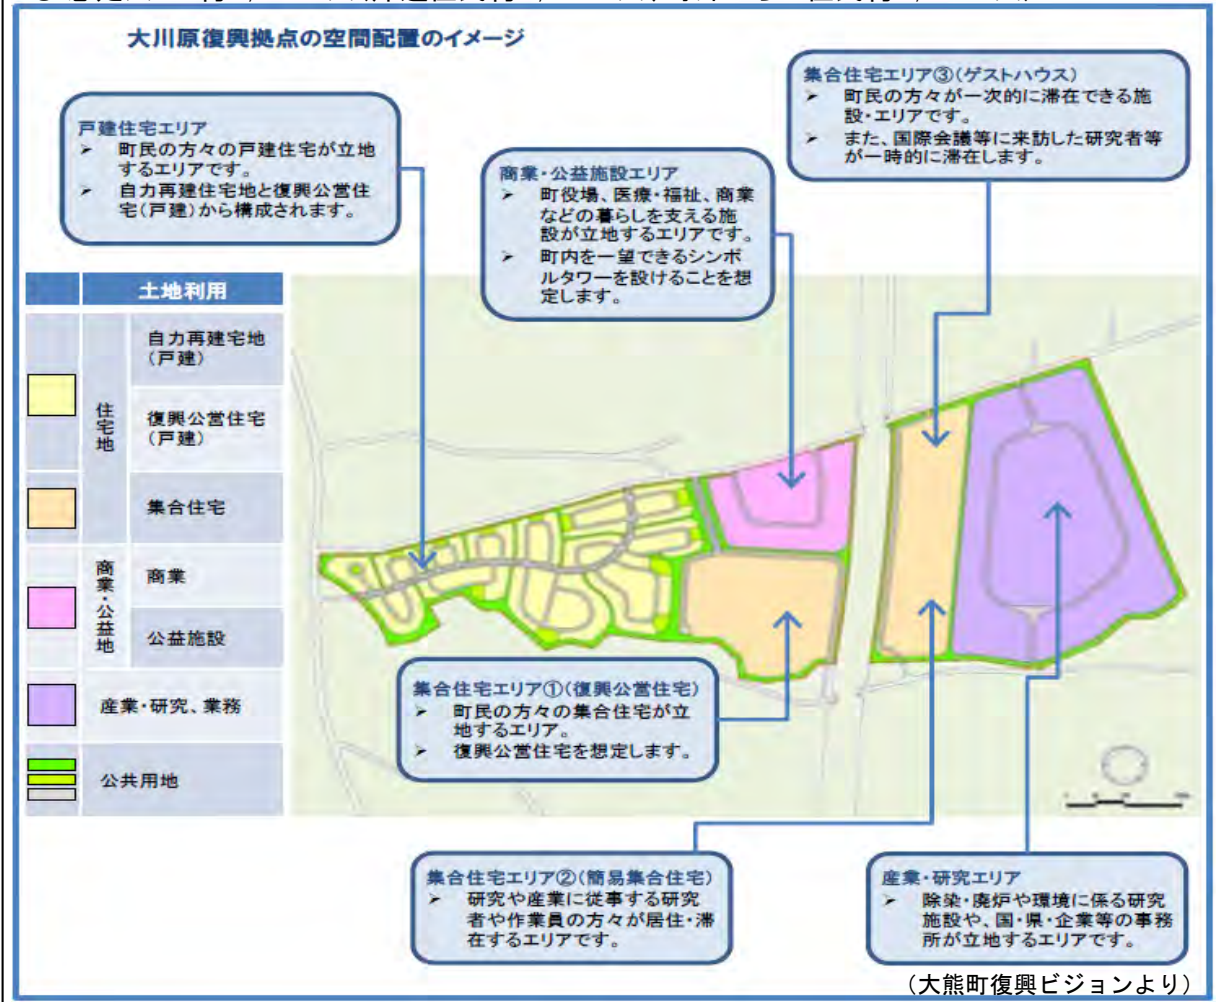 大川原復興拠点の空間配置のイメージ
戸建住宅エリア
➢ 町民の方々の戸建住宅が立地
するエリアです。
➢ 自力再建住宅地と復興公営住
宅(戸建)から構成されます。
商業・公益施設エリア
➢ 町役場、医療・福祉、商業
などの暮らしを支える施
設が立地するエリアです。
➢ 町内を一望できるシンボ
ルタワーを設けることを想
定します。
集合住宅エリア③(ゲストハウス)
➢ 町民の方々が一次的に滞在できる施
設・エリアです。
➢ また、国際会議等に来訪した研究者等
が一時的に滞在します。
土地利用
住宅地
自力再建宅地
(戸建)
復興公営住宅
(戸建)
集合住宅
商業・公益地
商業
公益施設
産業・研究、業務
公共用地
集合住宅エリア①(復興公営住宅)
➢ 町民の方々の集合住宅が立
地するエリア。
➢ 復興公営住宅を想定します。
集合住宅エリア②(簡易集合住宅)
➢ 研究や産業に従事する研究
者や作業員の方々が居住・滞
在するエリアです。
産業・研究エリア
➢ 除染・廃炉や環境に係る研究
施設や、国・県・企業等の事務
所が立地するエリアです。
(大熊町復興ビジョンより)